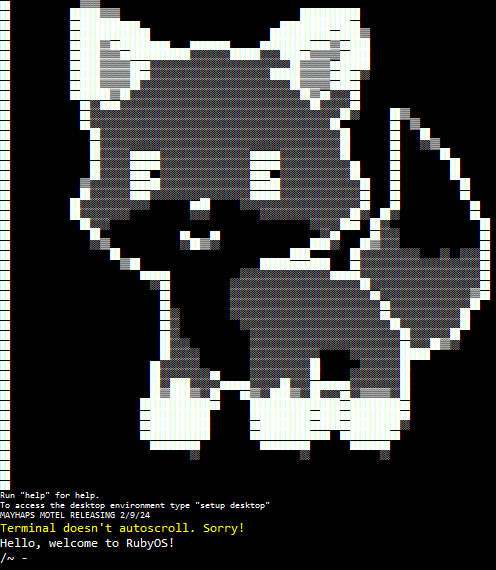 Run "help" for help.
To access the desktop environment type "setup desktop"
MAYHAPS MOTEL RELEASING 2/9/24
Terminal doesn't autoscroll. Sorry!
Hello, welcome to RubyOS!
/~ -